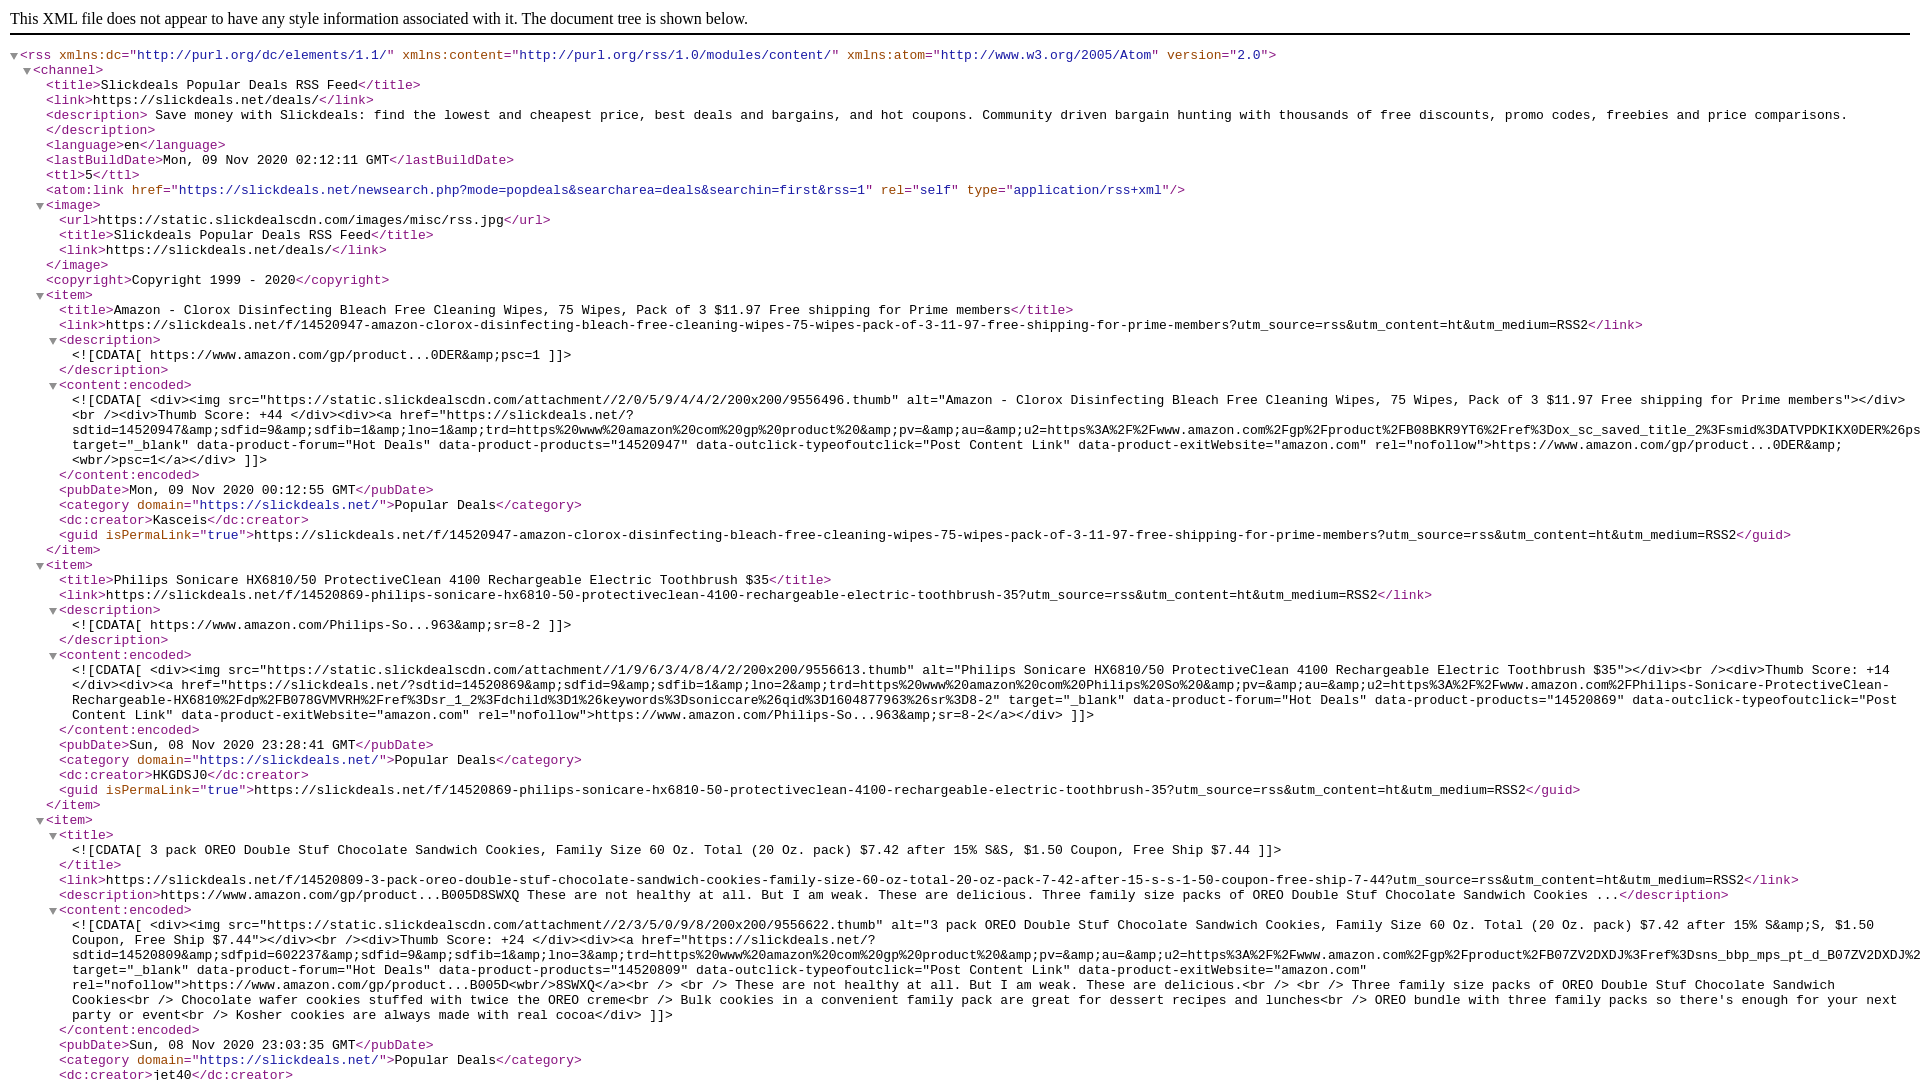 This XML file does not appear to have any style information associated with it. The document tree is shown below.
<rss xmlns:dc="http://purl.org/dc/elements/1.1/" xmlns:content="http://purl.org/rss/1.0/modules/content/" xmlns:atom="http://www.w3.org/2005/Atom" version="2.0">
<channel>
<title>Slickdeals Popular Deals RSS Feed</title>
<link>https://slickdeals.net/deals/</link>
<description> Save money with Slickdeals: find the lowest and cheapest price, best deals and bargains, and hot coupons. Community driven bargain hunting with thousands of free discounts, promo codes, freebies and price comparisons.
</description>
<language>en</language>
<lastBuildDate>Mon, 09 Nov 2020 02:12:11 GMT</lastBuildDate>
<ttl>5</ttl>
<atom:link href="https://slickdeals.net/newsearch.php?mode=popdeals&searcharea=deals&searchin=first&rss=1" rel="self" type="application/rss+xml"/>
<image>
<url>https://static.slickdealscdn.com/images/misc/rss.jpg</url>
<title>Slickdeals Popular Deals RSS Feed</title>
<link>https://slickdeals.net/deals/</link>
</image>
<copyright>Copyright 1999 - 2020</copyright>
<item>
<title>Amazon - Clorox Disinfecting Bleach Free Cleaning Wipes, 75 Wipes, Pack of 3 $11.97 Free shipping for Prime members</title>
<link>https://slickdeals.net/f/14520947-amazon-clorox-disinfecting-bleach-free-cleaning-wipes-75-wipes-pack-of-3-11-97-free-shipping-for-prime-members?utm_source=rss&utm_content=ht&utm_medium=RSS2</link>
<description>
<![CDATA[ https://www.amazon.com/gp/product...0DER&amp;psc=1 ]]>
</description>
<content:encoded>
<![CDATA[ <div><img src="https://static.slickdealscdn.com/attachment//2/0/5/9/4/4/2/200x200/9556496.thumb" alt="Amazon - Clorox Disinfecting Bleach Free Cleaning Wipes, 75 Wipes, Pack of 3 $11.97 Free shipping for Prime members"></div>
<br /><div>Thumb Score: +44 </div><div><a href="https://slickdeals.net/?
sdtid=14520947&amp;sdfid=9&amp;sdfib=1&amp;lno=1&amp;trd=https%20www%20amazon%20com%20gp%20product%20&amp;pv=&amp;au=&amp;u2=https%3A%2F%2Fwww.amazon.com%2Fgp%2Fproduct%2FB08BKR9YT6%2Fref%3Dox_sc_saved_title_2%3Fsmid%3DATVPDKIKX0DER%26ps
target="_blank" data-product-forum="Hot Deals" data-product-products="14520947" data-outclick-typeofoutclick="Post Content Link" data-product-exitWebsite="amazon.com" rel="nofollow">https://www.amazon.com/gp/product...0DER&amp;
<wbr/>psc=1</a></div> ]]>
</content:encoded>
<pubDate>Mon, 09 Nov 2020 00:12:55 GMT</pubDate>
<category domain="https://slickdeals.net/">Popular Deals</category>
<dc:creator>Kasceis</dc:creator>
<guid isPermaLink="true">https://slickdeals.net/f/14520947-amazon-clorox-disinfecting-bleach-free-cleaning-wipes-75-wipes-pack-of-3-11-97-free-shipping-for-prime-members?utm_source=rss&utm_content=ht&utm_medium=RSS2</guid>
</item>
<item>
<title>Philips Sonicare HX6810/50 ProtectiveClean 4100 Rechargeable Electric Toothbrush $35</title>
<link>https://slickdeals.net/f/14520869-philips-sonicare-hx6810-50-protectiveclean-4100-rechargeable-electric-toothbrush-35?utm_source=rss&utm_content=ht&utm_medium=RSS2</link>
<description>
<![CDATA[ https://www.amazon.com/Philips-So...963&amp;sr=8-2 ]]>
</description>
<content:encoded>
<![CDATA[ <div><img src="https://static.slickdealscdn.com/attachment//1/9/6/3/4/8/4/2/200x200/9556613.thumb" alt="Philips Sonicare HX6810/50 ProtectiveClean 4100 Rechargeable Electric Toothbrush $35"></div><br /><div>Thumb Score: +14
</div><div><a href="https://slickdeals.net/?sdtid=14520869&amp;sdfid=9&amp;sdfib=1&amp;lno=2&amp;trd=https%20www%20amazon%20com%20Philips%20So%20&amp;pv=&amp;au=&amp;u2=https%3A%2F%2Fwww.amazon.com%2FPhilips-Sonicare-ProtectiveClean-
Rechargeable-HX6810%2Fdp%2FB078GVMVRH%2Fref%3Dsr_1_2%3Fdchild%3D1%26keywords%3Dsoniccare%26qid%3D1604877963%26sr%3D8-2" target="_blank" data-product-forum="Hot Deals" data-product-products="14520869" data-outclick-typeofoutclick="Post
Content Link" data-product-exitWebsite="amazon.com" rel="nofollow">https://www.amazon.com/Philips-So...963&amp;sr=8-2</a></div> ]]>
</content:encoded>
<pubDate>Sun, 08 Nov 2020 23:28:41 GMT</pubDate>
<category domain="https://slickdeals.net/">Popular Deals</category>
<dc:creator>HKGDSJ0</dc:creator>
<guid isPermaLink="true">https://slickdeals.net/f/14520869-philips-sonicare-hx6810-50-protectiveclean-4100-rechargeable-electric-toothbrush-35?utm_source=rss&utm_content=ht&utm_medium=RSS2</guid>
</item>
<item>
<title>
<![CDATA[ 3 pack OREO Double Stuf Chocolate Sandwich Cookies, Family Size 60 Oz. Total (20 Oz. pack) $7.42 after 15% S&S, $1.50 Coupon, Free Ship $7.44 ]]>
</title>
<link>https://slickdeals.net/f/14520809-3-pack-oreo-double-stuf-chocolate-sandwich-cookies-family-size-60-oz-total-20-oz-pack-7-42-after-15-s-s-1-50-coupon-free-ship-7-44?utm_source=rss&utm_content=ht&utm_medium=RSS2</link>
<description>https://www.amazon.com/gp/product...B005D8SWXQ These are not healthy at all. But I am weak. These are delicious. Three family size packs of OREO Double Stuf Chocolate Sandwich Cookies ...</description>
<content:encoded>
<![CDATA[ <div><img src="https://static.slickdealscdn.com/attachment//2/3/5/0/9/8/200x200/9556622.thumb" alt="3 pack OREO Double Stuf Chocolate Sandwich Cookies, Family Size 60 Oz. Total (20 Oz. pack) $7.42 after 15% S&amp;S, $1.50
Coupon, Free Ship $7.44"></div><br /><div>Thumb Score: +24 </div><div><a href="https://slickdeals.net/?
sdtid=14520809&amp;sdfpid=602237&amp;sdfid=9&amp;sdfib=1&amp;lno=3&amp;trd=https%20www%20amazon%20com%20gp%20product%20&amp;pv=&amp;au=&amp;u2=https%3A%2F%2Fwww.amazon.com%2Fgp%2Fproduct%2FB07ZV2DXDJ%3Fref%3Dsns_bbp_mps_pt_d_B07ZV2DXDJ%2
target="_blank" data-product-forum="Hot Deals" data-product-products="14520809" data-outclick-typeofoutclick="Post Content Link" data-product-exitWebsite="amazon.com"
rel="nofollow">https://www.amazon.com/gp/product...B005D<wbr/>8SWXQ</a><br /> <br /> These are not healthy at all. But I am weak. These are delicious.<br /> <br /> Three family size packs of OREO Double Stuf Chocolate Sandwich
Cookies<br /> Chocolate wafer cookies stuffed with twice the OREO creme<br /> Bulk cookies in a convenient family pack are great for dessert recipes and lunches<br /> OREO bundle with three family packs so there's enough for your next
party or event<br /> Kosher cookies are always made with real cocoa</div> ]]>
</content:encoded>
<pubDate>Sun, 08 Nov 2020 23:03:35 GMT</pubDate>
<category domain="https://slickdeals.net/">Popular Deals</category>
<dc:creator>jet40</dc:creator>